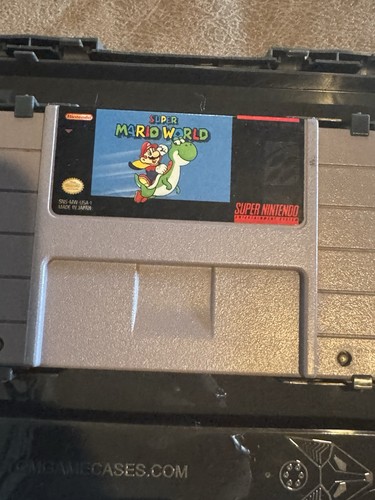 Nintendo
SUPER
MARIO WORLD
SNS-MW-USA-1
MADE IN JAPAN
SUPER NINTENDO
ENTERTAINMENT SYSTEM
GAMECASES.COM